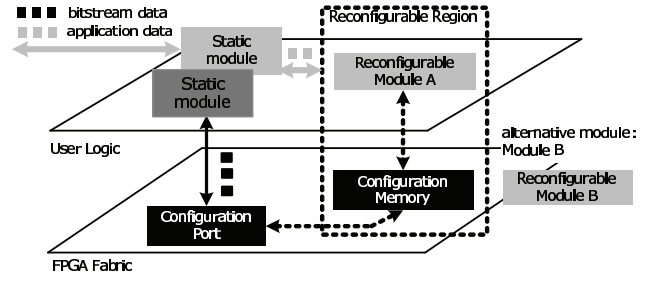 bitstream data
application data
Reconfigurable Region
Static
module
Static
module
Reconfigurable
Module A
User Logic
alternative module:
Module B
Configuration
Memory
Reconfigurable
Module B
Configuration
Port
FPGA Fabric